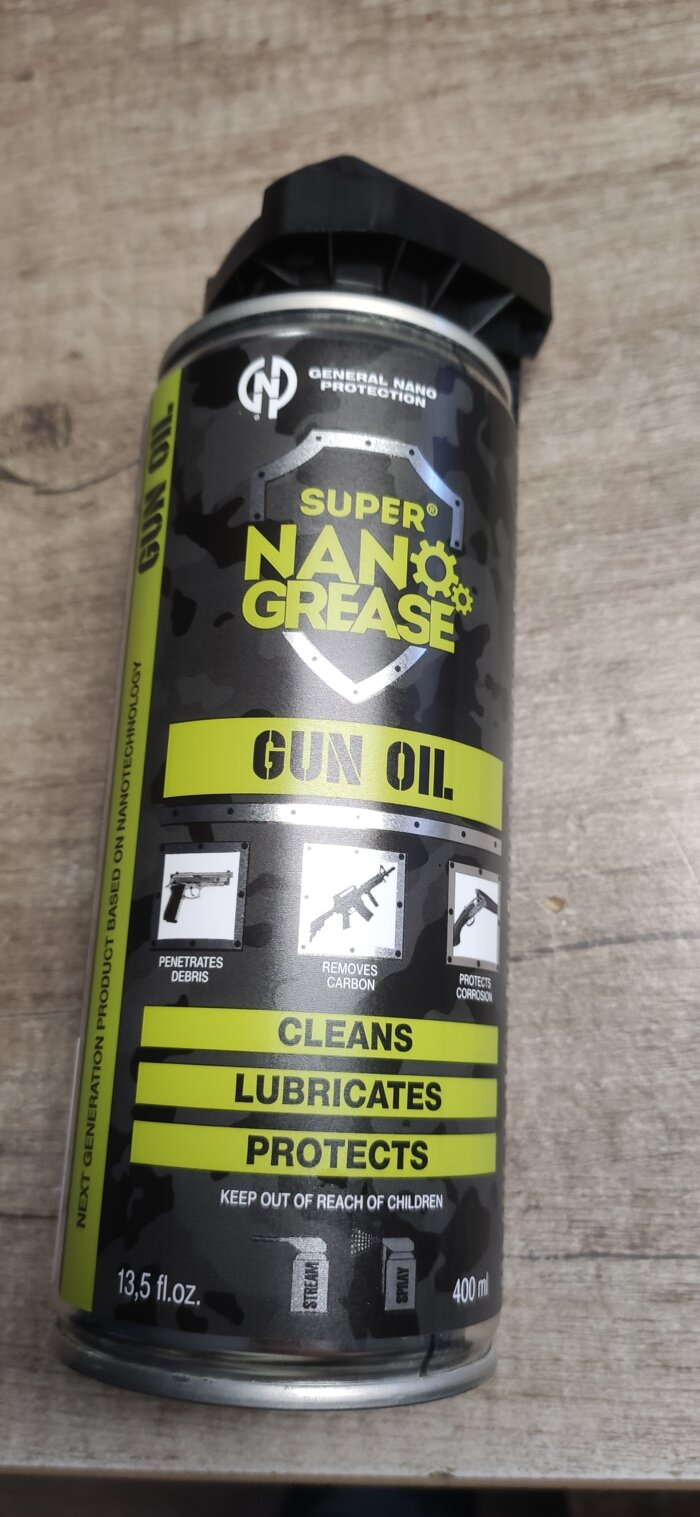 GENERAL NANO
PROTECTION
SUPER®
NANO
GREASE
GUN OIL
GUN OIL
NEXT GENERATION PRODUCT BASED ON NANOTECHNOLOGY
PENETRATES
DEBRIS
REMOVES
CARBON
PROTECTS
CORROSION
CLEANS
LUBRICATES
PROTECTS
KEEP OUT OF REACH OF CHILDREN
STREAM
SPRAY
13,5 fl.oz.
400 ml